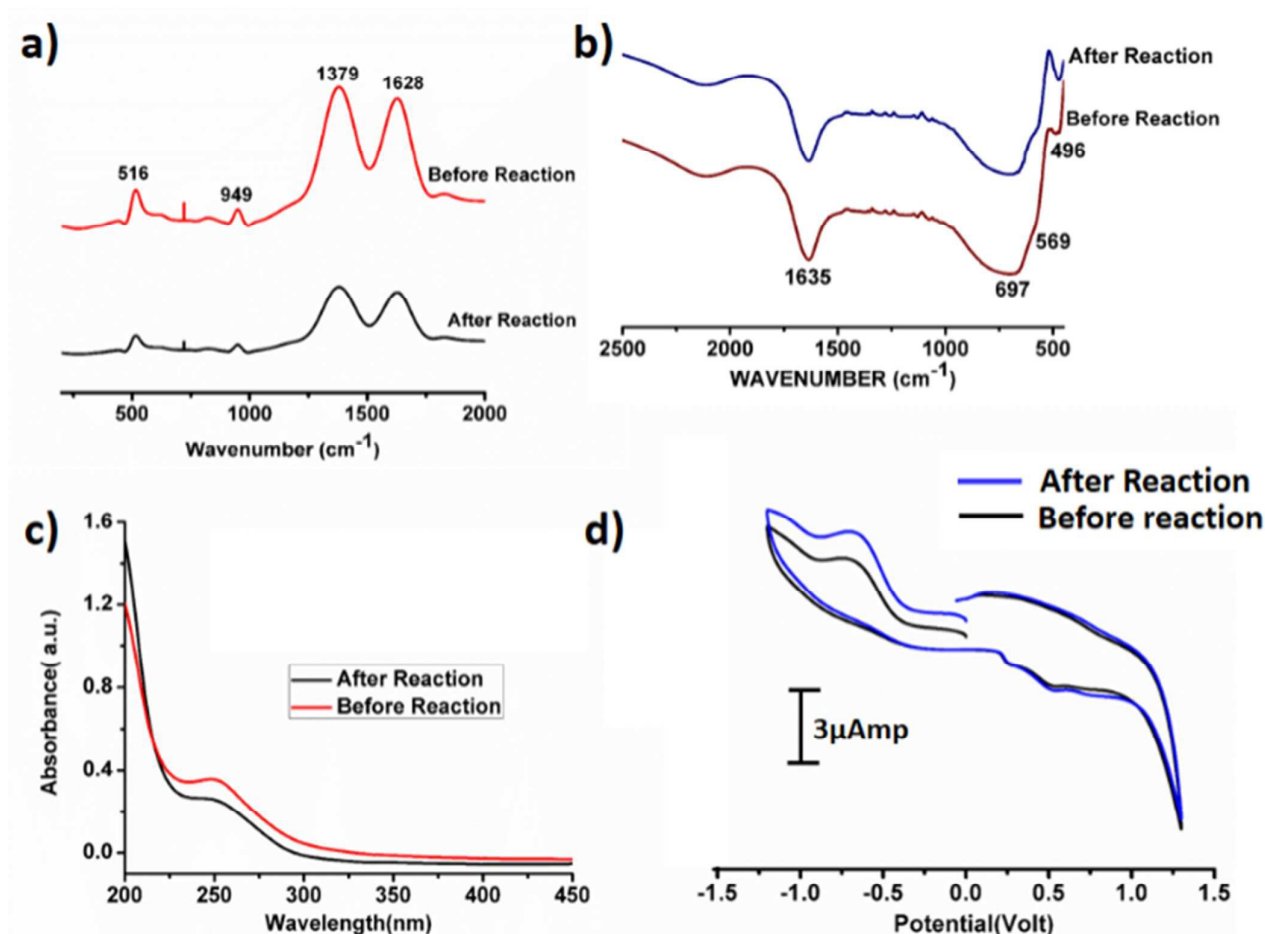 a)
1379
1628
516
949
Before Reaction
After Reaction
500
1000
1500
2000
Wavenumber (cm-1)
b)
After Reaction
Before Reaction
496
569
1635
697
2500
2000
1500
1000
500
WAVENUMBER (cm-1)
c)
1.6
1.2
0.8
0.4
0.0
Absorbance( a.u.)
After Reaction
Before Reaction
200
250
300
350
400
450
Wavelength(nm)
d)
After Reaction
Before reaction
3μAmp
-1.5
-1.0
-0.5
0.0
0.5
1.0
1.5
Potential(Volt)